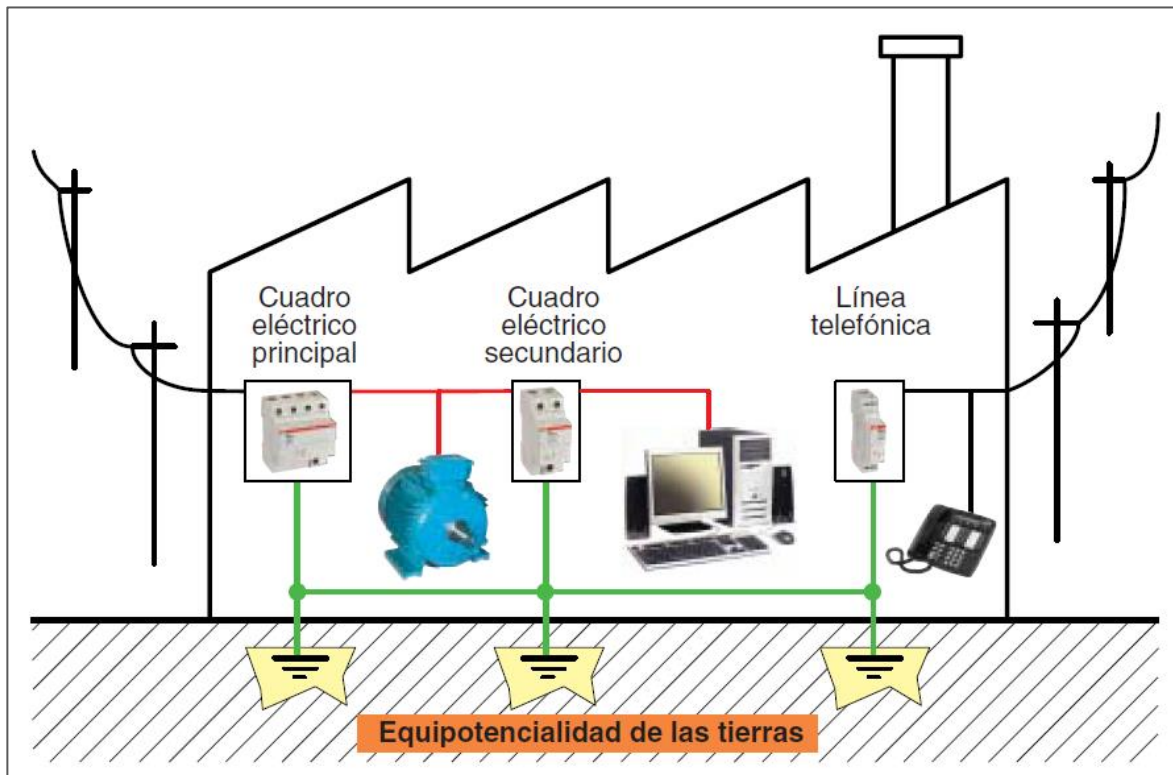 Cuadro
eléctrico
principal
Cuadro
eléctrico
secundario
Línea
telefónica
Equipotencialidad de las tierras